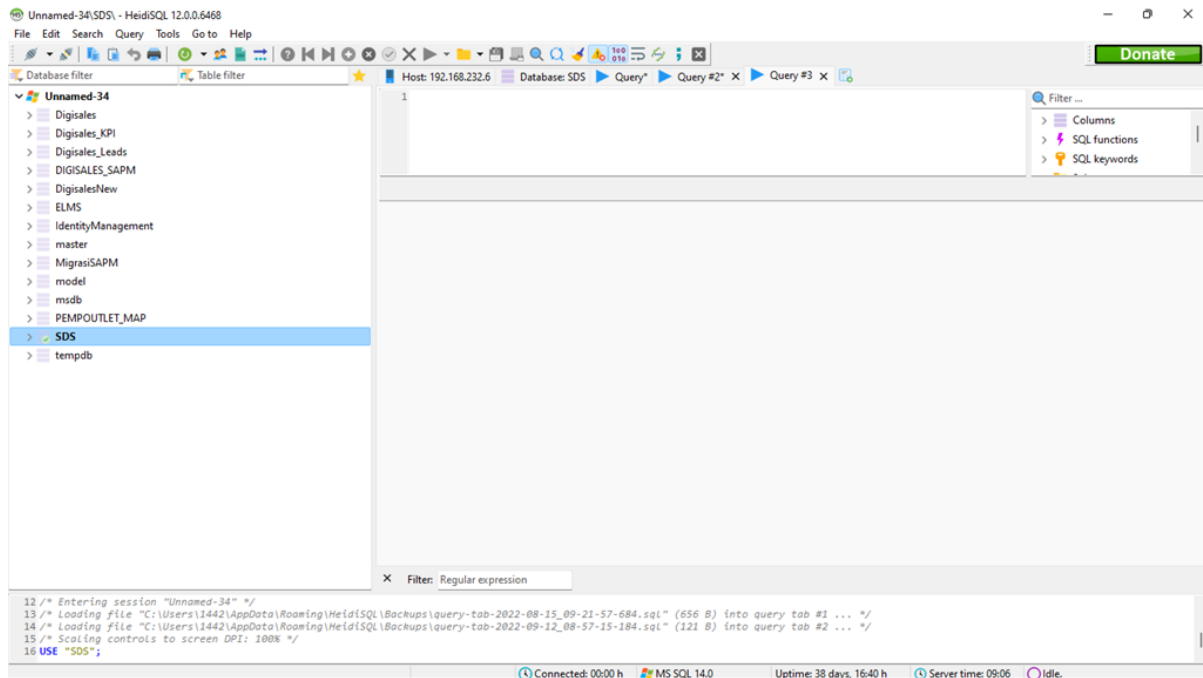 Unnamed-34\SDS\ - HeidiSQL 12.0.0.6468
File Edit Search Query Tools Go to Help
Donate
Database filter Table filter
Host: 192.168.232.6 Database: SDS Query* Query #2* X Query #3 X
Unnamed-34
Digisales
Digisales_KPI
Digisales_Leads
DIGISALES_SAPM
DigisalesNew
ELMS
IdentityManagement
master
MigrasiSAPM
model
msdb
PEMPOUTLET_MAP
SDS
tempdb
1
Filter ...
Columns
SQL functions
SQL keywords
Filter: Regular expression
12 /* Entering session "Unnamed-34" */
13 /* Loading file "C:\Users\1442\AppData\Roaming\HeidiSQL\Backups\query-tab-2022-08-15_09-21-57-684.sql" (656 B) into query tab #1 ... */
14 /* Loading file "C:\Users\1442\AppData\Roaming\HeidiSQL\Backups\query-tab-2022-09-12_08-57-15-184.sql" (121 B) into query tab #2 ... */
15 /* Scaling controls to screen DPI: 100% */
16 USE "SDS";
Connected: 00:00 h MS SQL 14.0 Uptime: 38 days, 16:40 h Server time: 09:06 Idle.